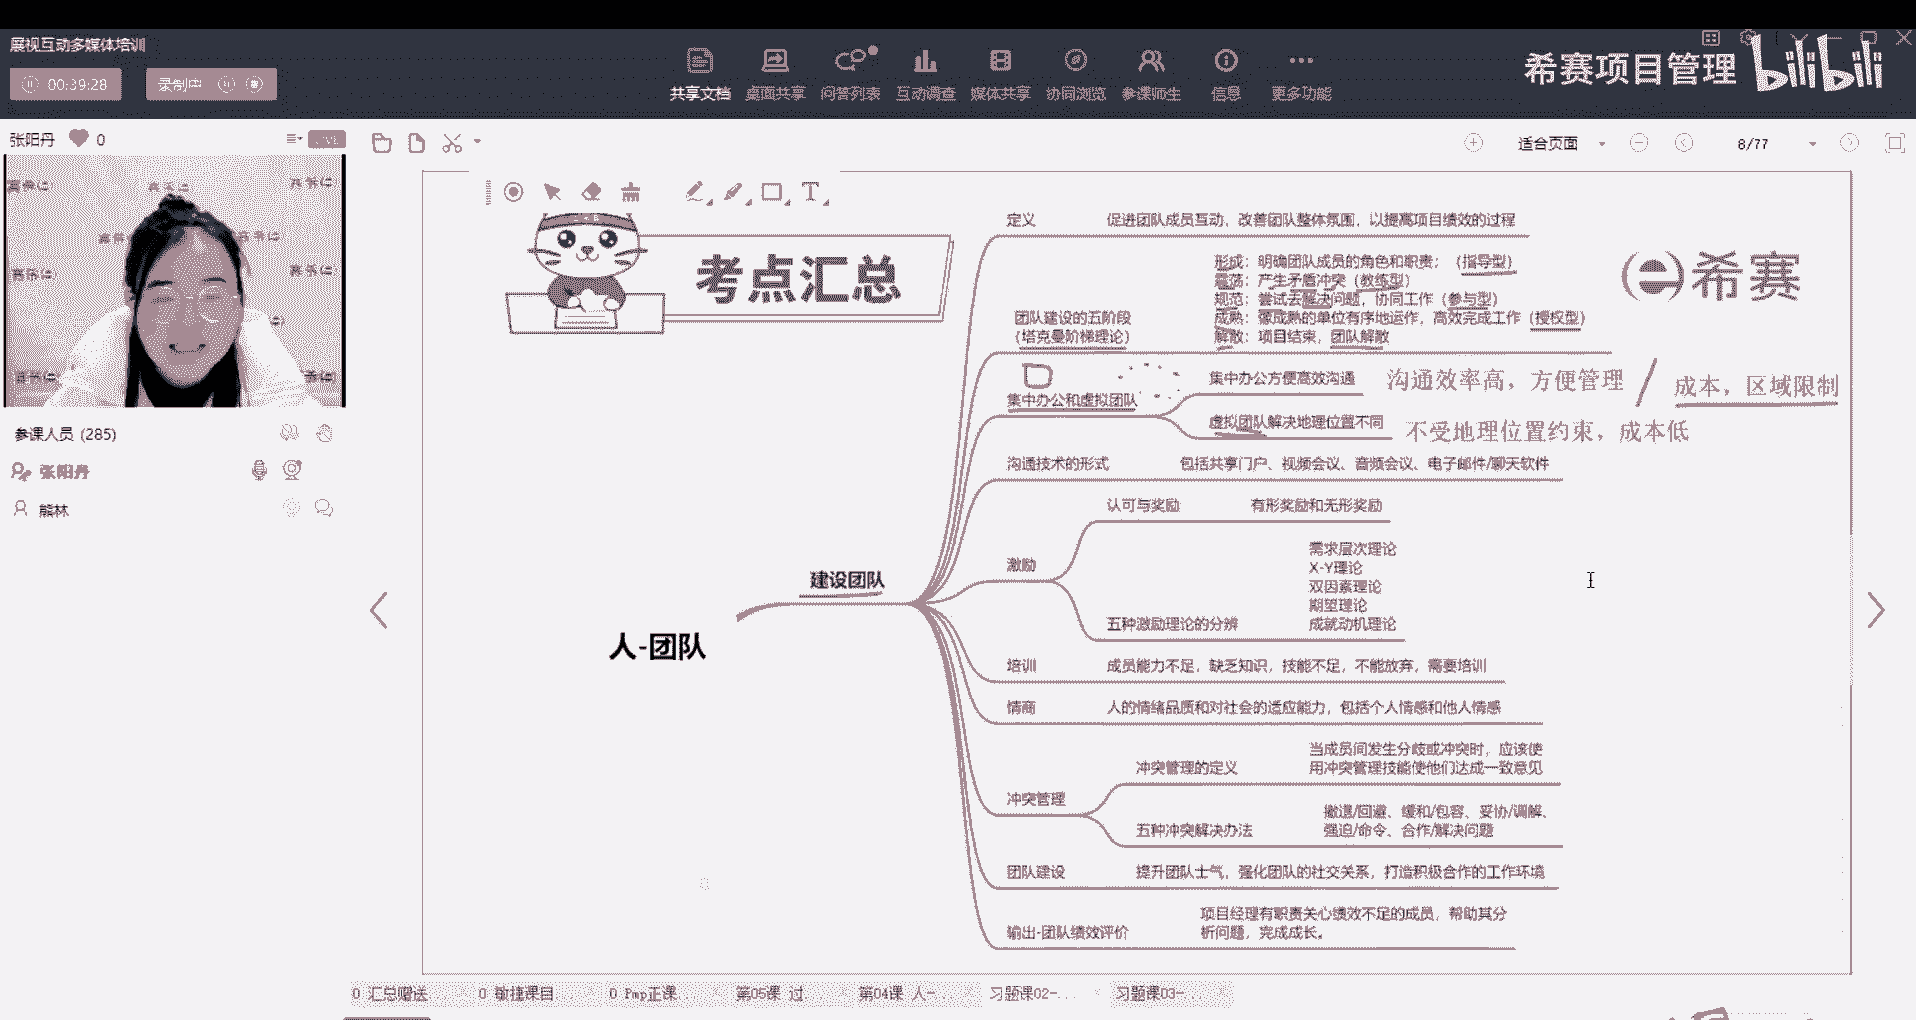 展视互动多媒体培训
00:39:28
录制中
共享文档
桌面共享
问答列表
互动调查
媒体共享
协同浏览
参课师生
信息
更多功能
希赛项目管理
bilibili
张阳丹
0
适合页面
8/77
参课人员 (285)
张阳丹
熊林
考点汇总
希赛
人-团队
建设团队
定义
促进团队成员互动，改善团队整体氛围，以提高项目绩效的过程
团队建设的五阶段
（塔克曼阶梯理论）
形成：明确团队成员的角色和职责；（指导型）
震荡：产生矛盾冲突（教练型）
规范：尝试去解决问题，协同工作（参与型）
成熟：像成熟的单位有序地运作，高效完成工作（授权型）
解散：项目结束，团队解散
集中办公和虚拟团队
集中办公方便高效沟通
沟通效率高，方便管理
成本，区域限制
虚拟团队解决地理位置不同
不受地理位置约束，成本低
沟通技术的形式
包括共享门户、视频会议、音频会议、电子邮件/聊天软件
激励
认可与奖励
有形奖励和无形奖励
五种激励理论的分辨
需求层次理论
X-Y理论
双因素理论
期望理论
成就动机理论
培训
成员能力不足，缺乏知识，技能不足，不能放弃，需要培训
情商
人的情绪品质和对社会的适应能力，包括个人情感和他人情感
冲突管理
冲突管理的定义
当成员间发生分歧或冲突时，应该使
用冲突管理技能使他们达成一致意见
五种冲突解决办法
撤退/回避、缓和/包容、妥协/调解、
强迫/命令、合作/解决问题
团队建设
提升团队士气，强化团队的社交关系，打造积极合作的工作环境
输出-团队绩效评价
项目经理有职责关心绩效不足的成员，帮助其分
析问题，完成成长。
0 汇总赠送
0 敏捷课目
0 Pmp正课
第05课 过
第04课 人-...
习题课02-...
习题课03-...